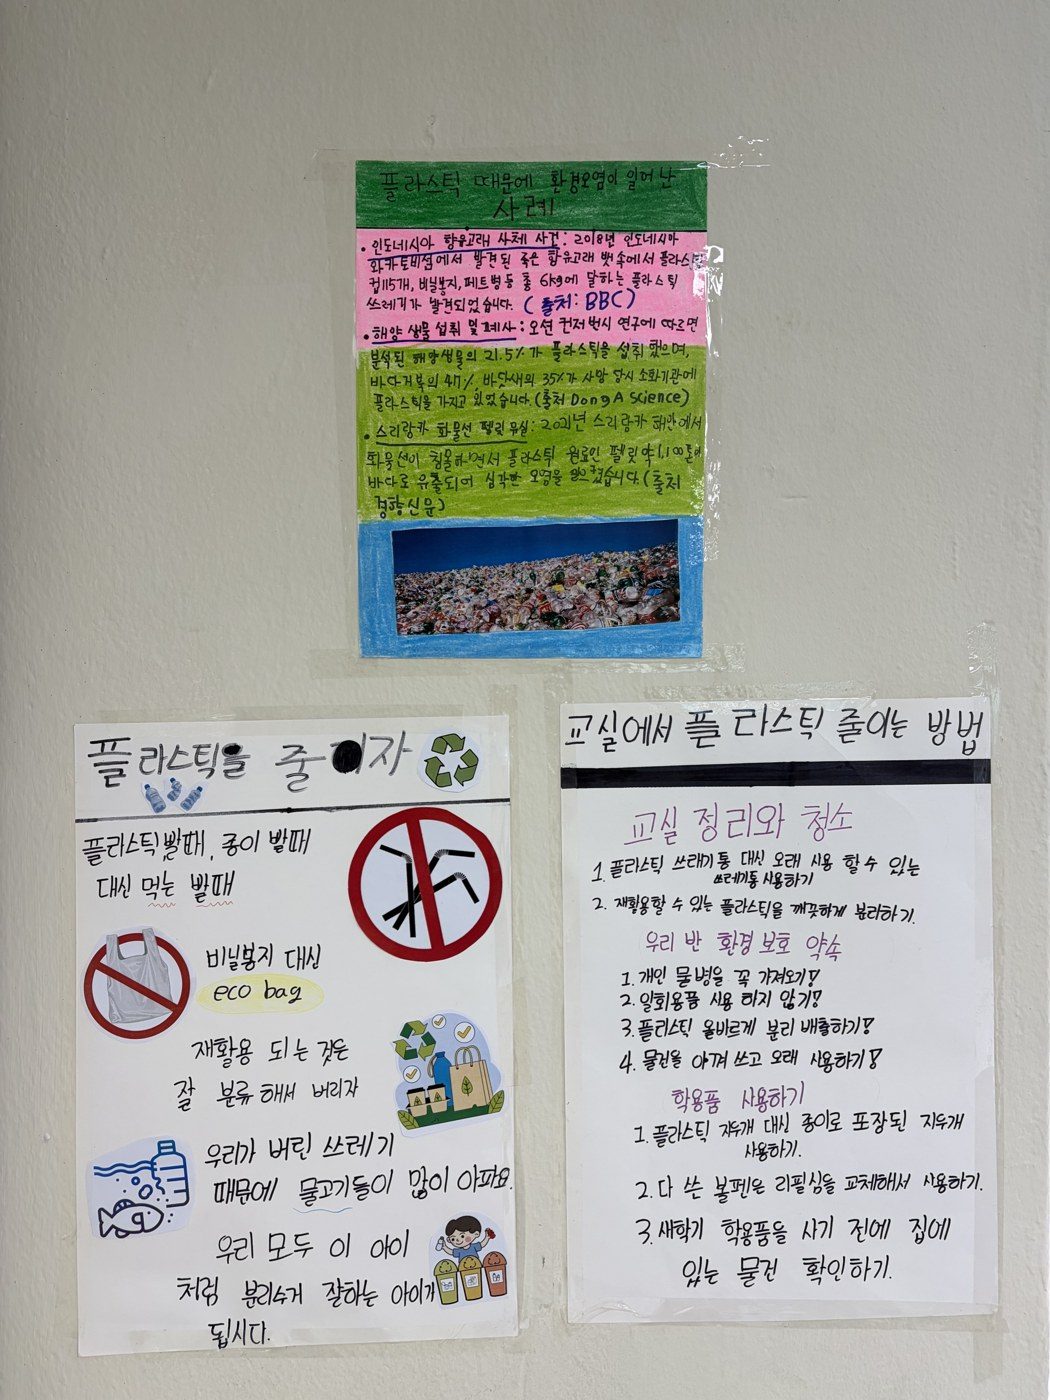 플라스틱 때문에 환경오염이 일어 난
사례
• 인도네시아 향유고래 사체 사건 : 2018년 인도네시아
와카토비섬에서 발견된 죽은 향유고래 뱃속에서 플라스틱
컵 115개, 비닐봉지, 페트병 등 총 6kg에 달하는 플라스틱
쓰레기가 발견되었습니다. (출처: BBC)
• 해양 생물 섭취 및 폐사 : 오션 컨저번시 연구에 따르면
분석된 해양생물의 21.5%가 플라스틱을 섭취 했으며,
바다거북의 47%, 바닷새의 35%가 사망 당시 소화기관에
플라스틱을 가지고 있었습니다 (출처 DongA Science)
• 스리랑카 화물선 펠릿 유실 : 2021년 스리랑카 해안에서
화물선이 침몰하면서 플라스틱 원료인 펠릿 약 1,100톤이
바다로 유출되어 심각한 오염을 일으켰습니다. (출처
경향신문)
플라스틱을 줄이자
플라스틱 빨때, 종이 빨때
대신 먹는 빨때
비닐봉지 대신
eco bag
재활용 되는 것은
잘 분류 해서 버리자
우리가 버린 쓰레기
때문에 물고기들이 많이 아파요.
우리 모두 이 아이
처럼 분리수거 잘하는 아이가
됩시다.
교실에서 플라스틱 줄이는 방법
교실 정리와 청소
1. 플라스틱 쓰레기통 대신 오래 사용 할 수 있는
쓰레기통 사용하기
2. 재활용할 수 있는 플라스틱을 깨끗하게 분리하기.
우리 반 환경 보호 약속
1. 개인 물병을 꼭 가져오기!
2. 일회용품 사용 하지 않기!
3. 플리스틱 올바르게 분리 배출하기!
4. 물건을 아껴 쓰고 오래 사용하기!
학용품 사용하기
1. 플라스틱 지우개 대신 종이로 포장된 지우개
사용하기.
2. 다 쓴 볼펜은 리필심을 교체해서 사용하기.
3. 새학기 학용품을 사기 전에 집에
있는 물건 확인하기.